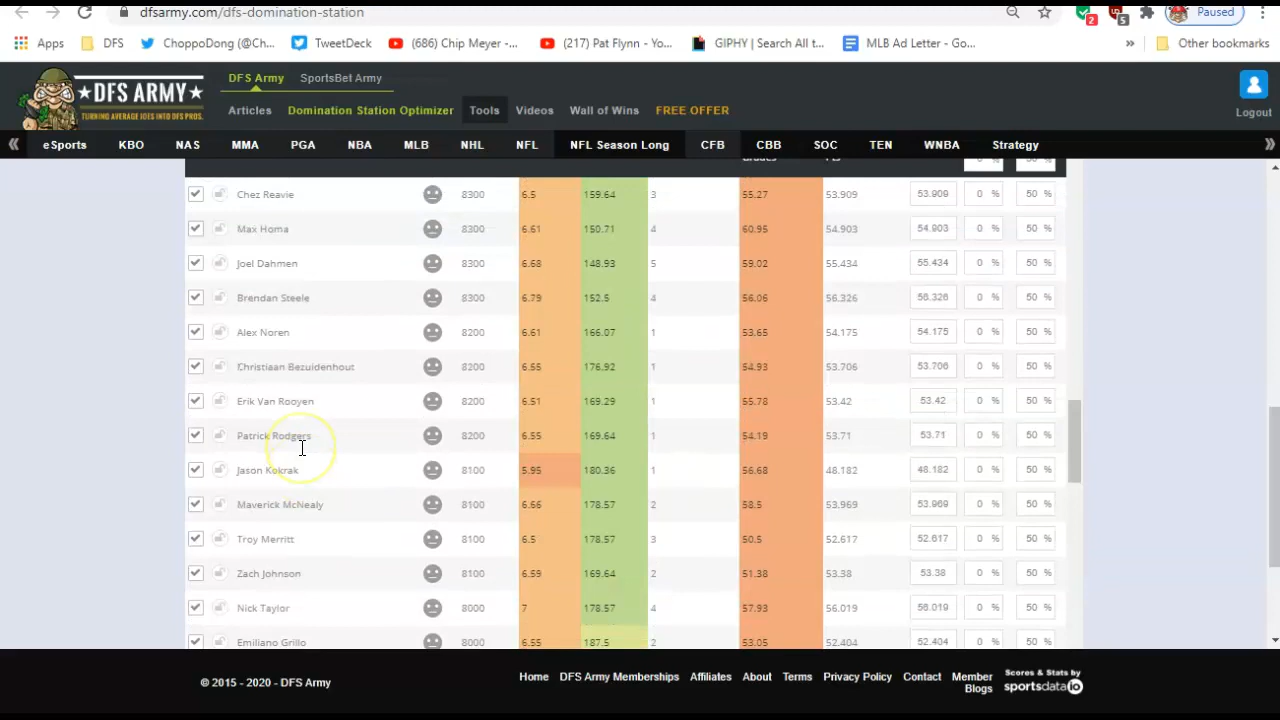 dfsarmy.com/dfs-domination-station
Paused
2
5
Apps DFS ChoppoDong (@Ch... TweetDeck (686) Chip Meyer -... (217) Pat Flynn - Yo... GIPHY | Search All t... MLB Ad Letter - Go... » Other bookmarks
DFS Army SportsBet Army
★DFS ARMY★
TURNING AVERAGE JOES INTO DFS PROS.
Articles Domination Station Optimizer Tools Videos Wall of Wins FREE OFFER
Logout
eSports KBO NAS MMA PGA NBA MLB NHL NFL NFL Season Long CFB CBB SOC TEN WNBA Strategy
Chez Reavie 8300 6.5 159.64 3 55.27 53.909 53.909 0 % 50 %
Max Homa 8300 6.61 150.71 4 60.95 54.903 54.903 0 % 50 %
Joel Dahmen 8300 6.68 148.93 5 59.02 55.434 55.434 0 % 50 %
Brendan Steele 8300 6.79 152.5 4 56.06 56.326 56.326 0 % 50 %
Alex Noren 8200 6.61 166.07 1 53.65 54.175 54.175 0 % 50 %
Christiaan Bezuidenhout 8200 6.55 176.92 1 54.93 53.706 53.706 0 % 50 %
Erik Van Rooyen 8200 6.51 169.29 1 55.78 53.42 53.42 0 % 50 %
Patrick Rodgers 8200 6.55 169.64 1 54.19 53.71 53.71 0 % 50 %
Jason Kokrak 8100 5.95 180.36 1 56.68 48.182 48.182 0 % 50 %
Maverick McNealy 8100 6.66 178.57 2 58.5 53.969 53.969 0 % 50 %
Troy Merritt 8100 6.5 178.57 3 50.5 52.617 52.617 0 % 50 %
Zach Johnson 8100 6.59 169.64 2 51.38 53.38 53.38 0 % 50 %
Nick Taylor 8000 7 178.57 4 57.93 56.019 56.019 0 % 50 %
Emiliano Grillo 8000 6.55 187.5 2 53.05 52.404 52.404 0 % 50 %
© 2015 - 2020 - DFS Army
Home DFS Army Memberships Affiliates About Terms Privacy Policy Contact Member Blogs
Scores & Stats by
sportsdata io